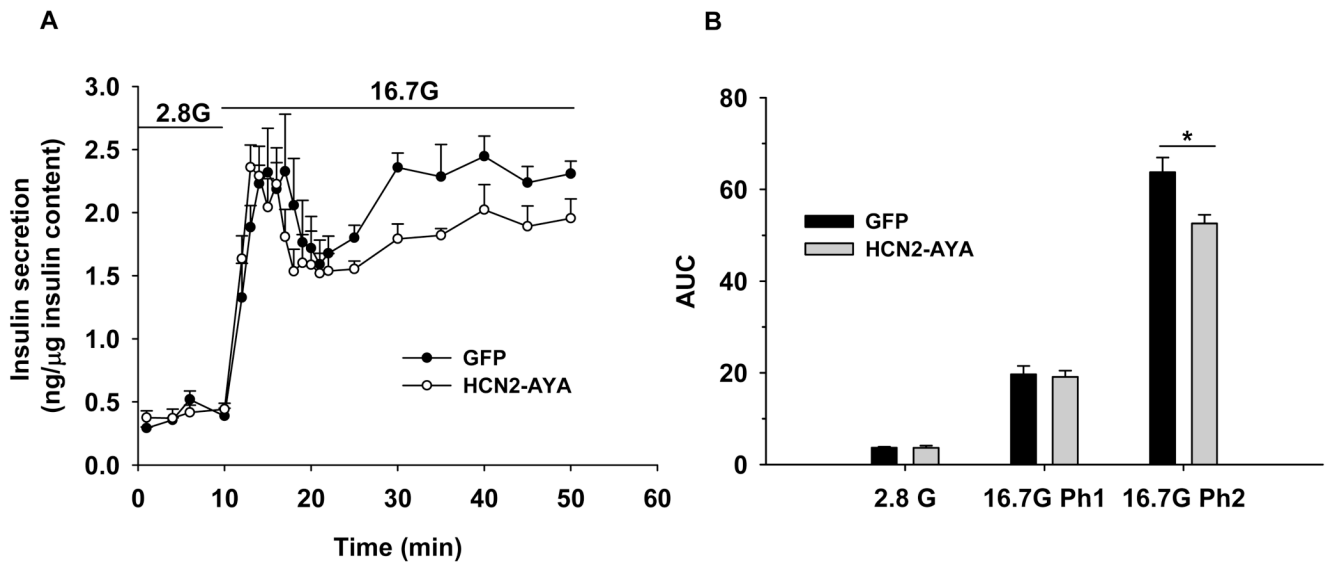 A
Insulin secretion
(ng/µg insulin content)
3.0
2.5
2.0
1.5
1.0
0.5
0.0
2.8G
16.7G
GFP
HCN2-AYA
0 10 20 30 40 50 60
Time (min)
B
AUC
80
60
40
20
0
GFP
HCN2-AYA
*
2.8 G 16.7G Ph1 16.7G Ph2